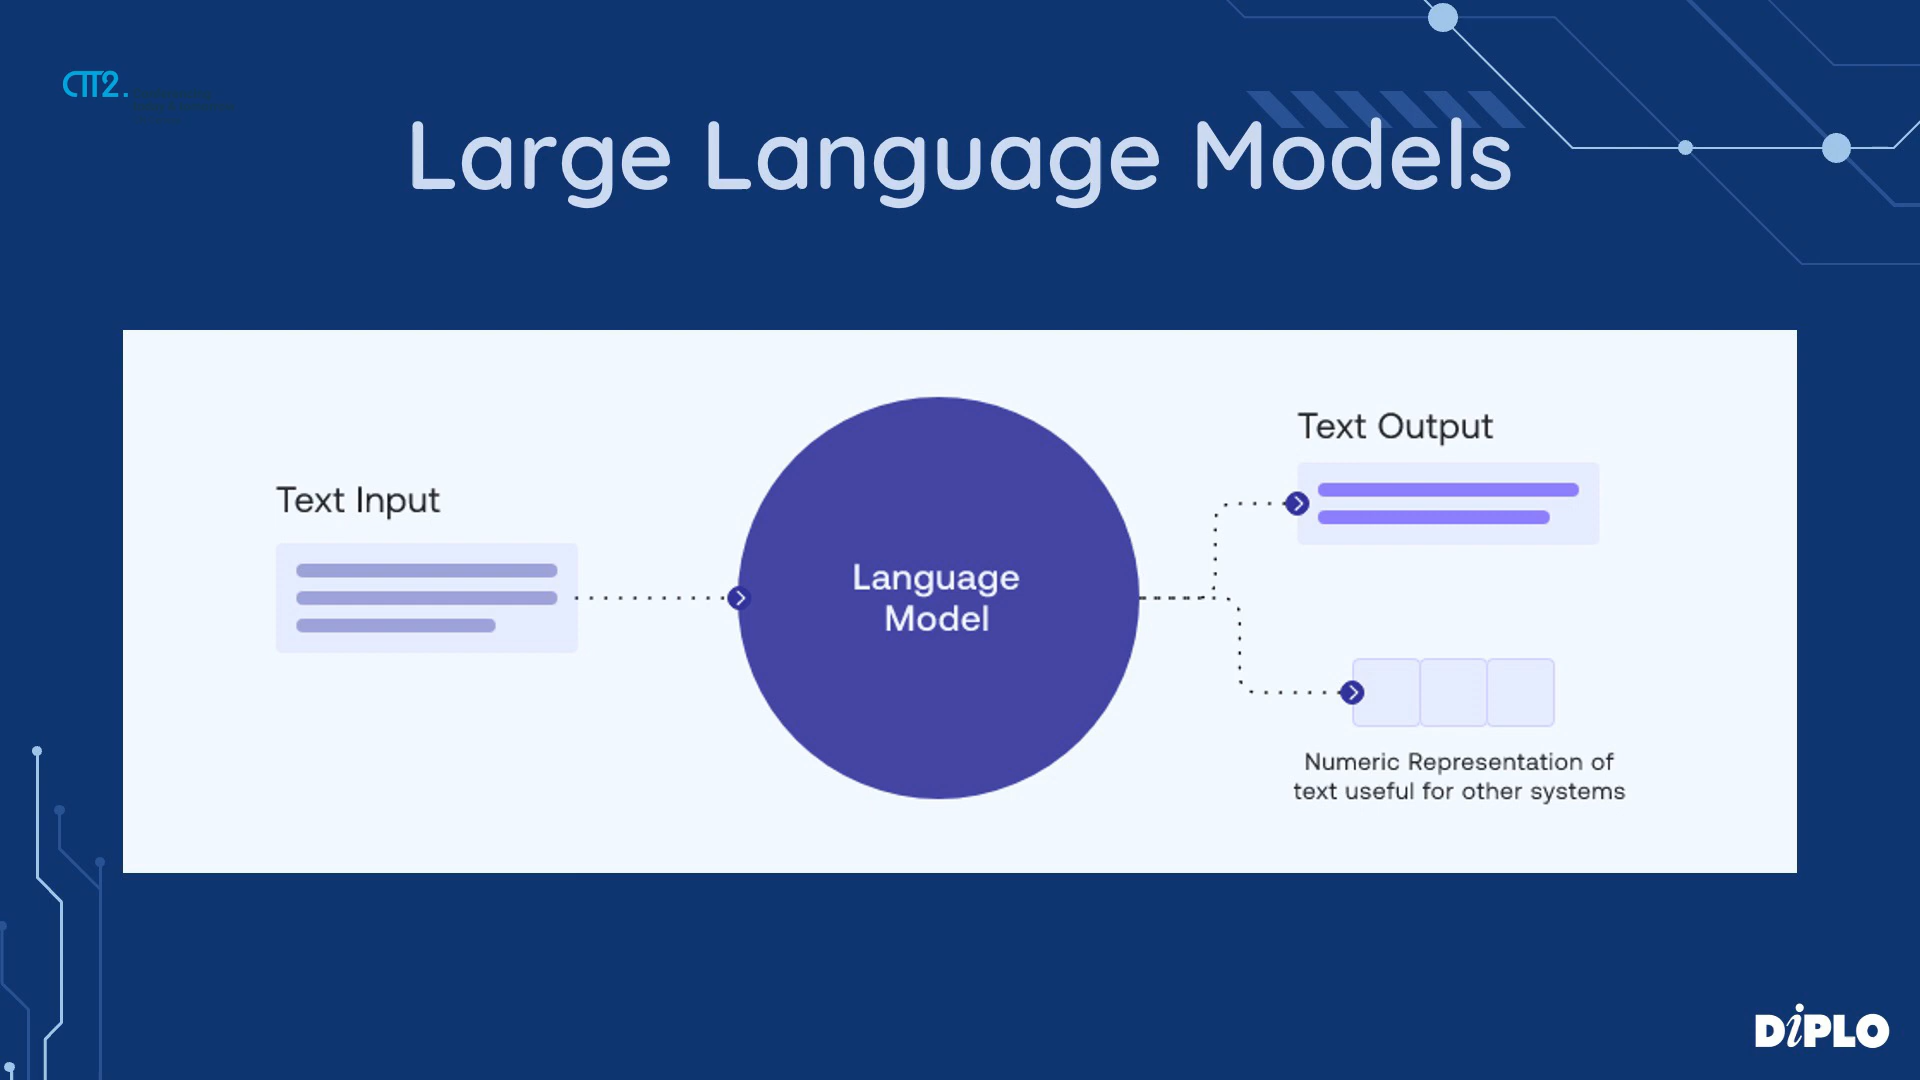 Large Language Models
Text Input
Language
Model
Text Output
Numeric Representation of
text useful for other systems
DiPLO